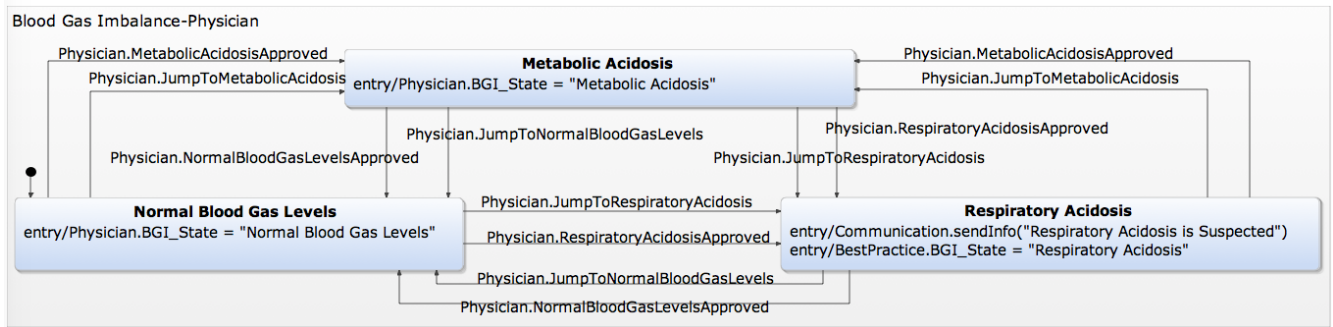 Blood Gas Imbalance-Physician
Physician.MetabolicAcidosisApproved
Physician.MetabolicAcidosisApproved
Metabolic Acidosis
Physician.JumpToMetabolicAcidosis
entry/Physician.BGI_State = "Metabolic Acidosis"
Physician.JumpToMetabolicAcidosis
Physician.JumpToNormalBloodGasLevels
Physician.RespiratoryAcidosisApproved
Physician.NormalBloodGasLevelsApproved
Physician.JumpToRespiratoryAcidosis
Normal Blood Gas Levels
entry/Physician.BGI_State = "Normal Blood Gas Levels"
Physician.JumpToRespiratoryAcidosis
Physician.RespiratoryAcidosisApproved
Respiratory Acidosis
entry/Communication.sendInfo("Respiratory Acidosis is Suspected")
entry/BestPractice.BGI_State = "Respiratory Acidosis"
Physician.JumpToNormalBloodGasLevels
Physician.NormalBloodGasLevelsApproved